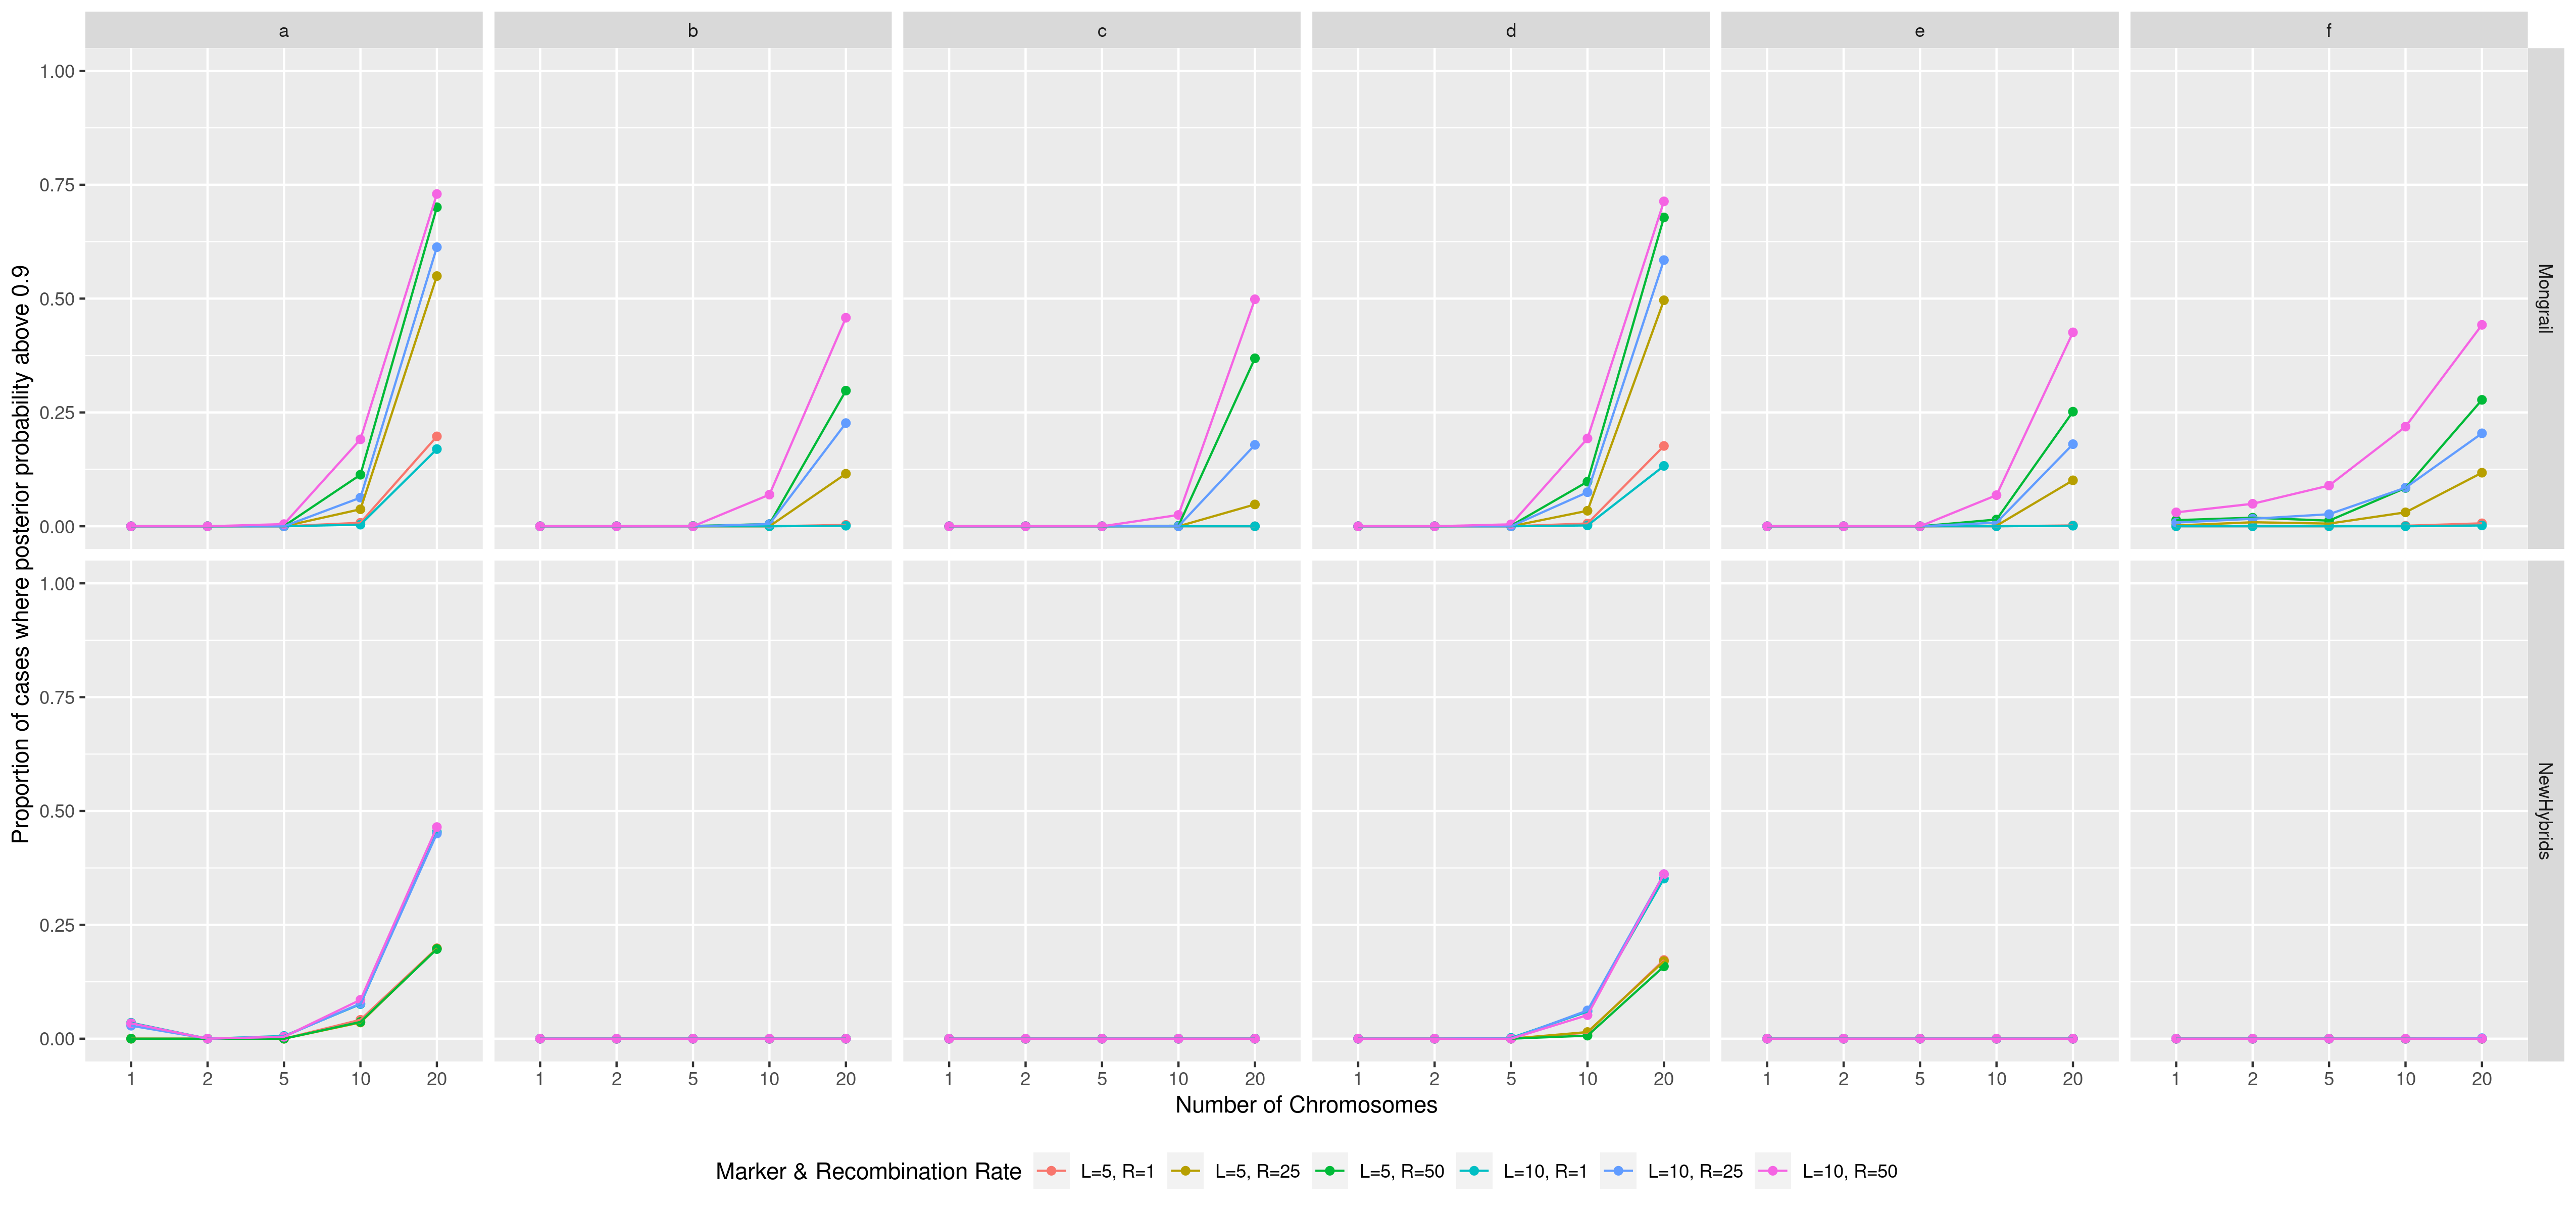 a b c d e f
1.00
0.75
0.50
0.25
0.00
Mongrail
1.00
0.75
0.50
0.25
0.00
NewHybrids
Proportion of cases where posterior probability above 0.9
1 2 5 10 20 1 2 5 10 20 1 2 5 10 20 1 2 5 10 20 1 2 5 10 20 1 2 5 10 20
Number of Chromosomes
Marker & Recombination Rate L=5, R=1 L=5, R=25 L=5, R=50 L=10, R=1 L=10, R=25 L=10, R=50